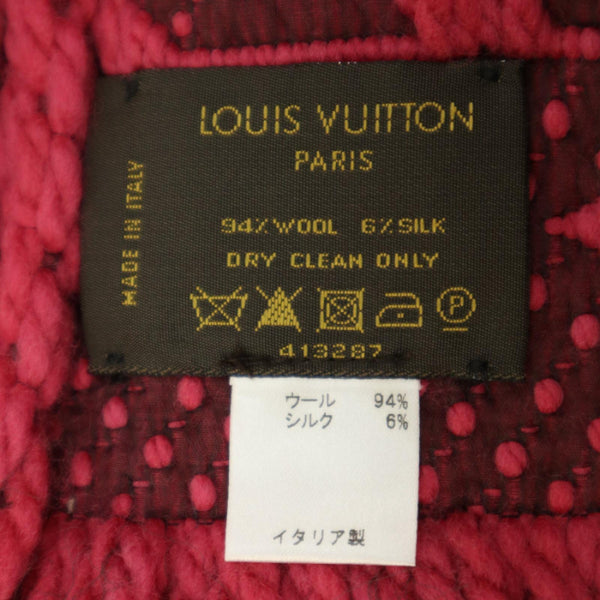 LOUIS VUITTON
PARIS
MADE IN ITALY
94% WOOL 6% SILK
DRY CLEAN ONLY
P
413287
ウール 94%
シルク 6%
イタリア製